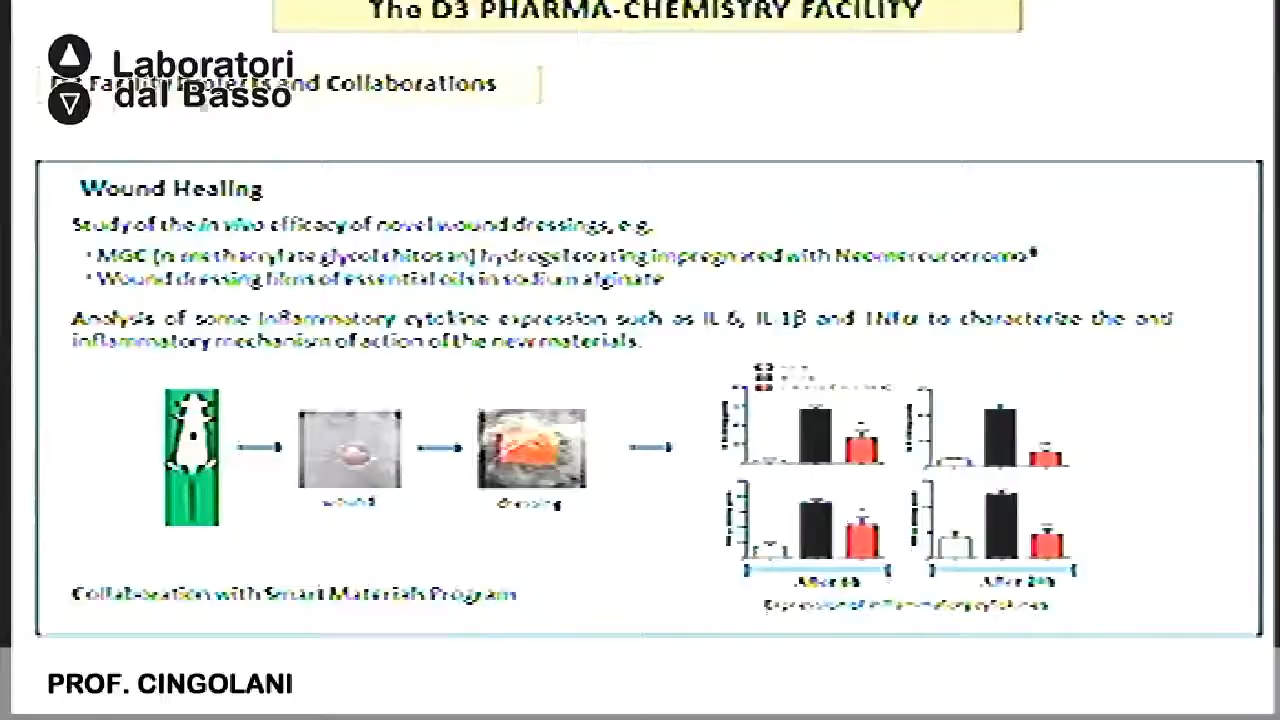 The D3 PHARMA-CHEMISTRY FACILITY
Laboratori
dal Basso
D3 Facility Projects and Collaborations
Wound Healing
Study of the in vivo efficacy of novel wound dressings, e.g.
• MGC (n methacrylate glycol chitosan) hydrogel coating impregnated with Neomercurocromo®
• Wound dressing films of essential oils in sodium alginate
Analysis of some inflammatory cytokine expression such as IL-6, IL-1β and TNFα to characterize the anti
inflammatory mechanism of action of the new materials.
wound
dressing
After 24h
Expression of inflammatory cytokines
Collaboration with Smart Materials Program
PROF. CINGOLANI